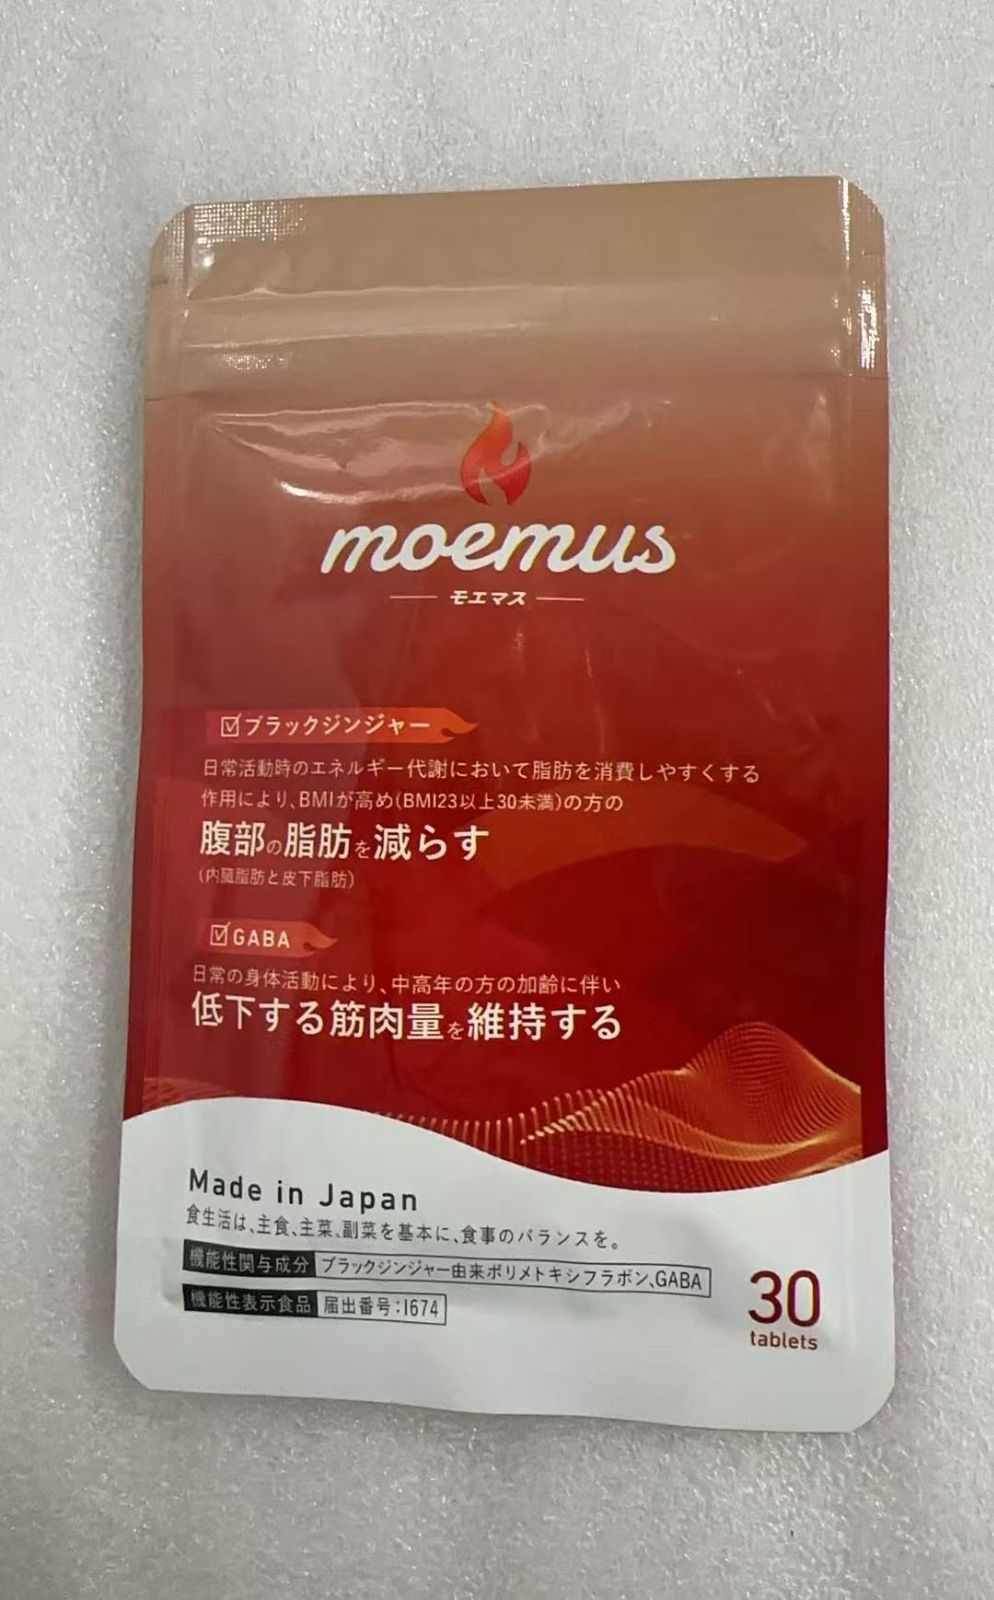 moemus
モエマス
ブラックジンジャー
日常活動時のエネルギー代謝において脂肪を消費しやすくする
作用により、BMIが高め(BMI23以上30未満)の方の
腹部の脂肪を減らす
(内臓脂肪と皮下脂肪)
GABA
日常の身体活動により、中高年の方の加齢に伴い
低下する筋肉量を維持する
Made in Japan
食生活は、主食、主菜、副菜を基本に、食事のバランスを。
機能性関与成分 ブラックジンジャー由来ポリメトキシフラボン、GABA
機能性表示食品 届出番号:I674
30
tablets